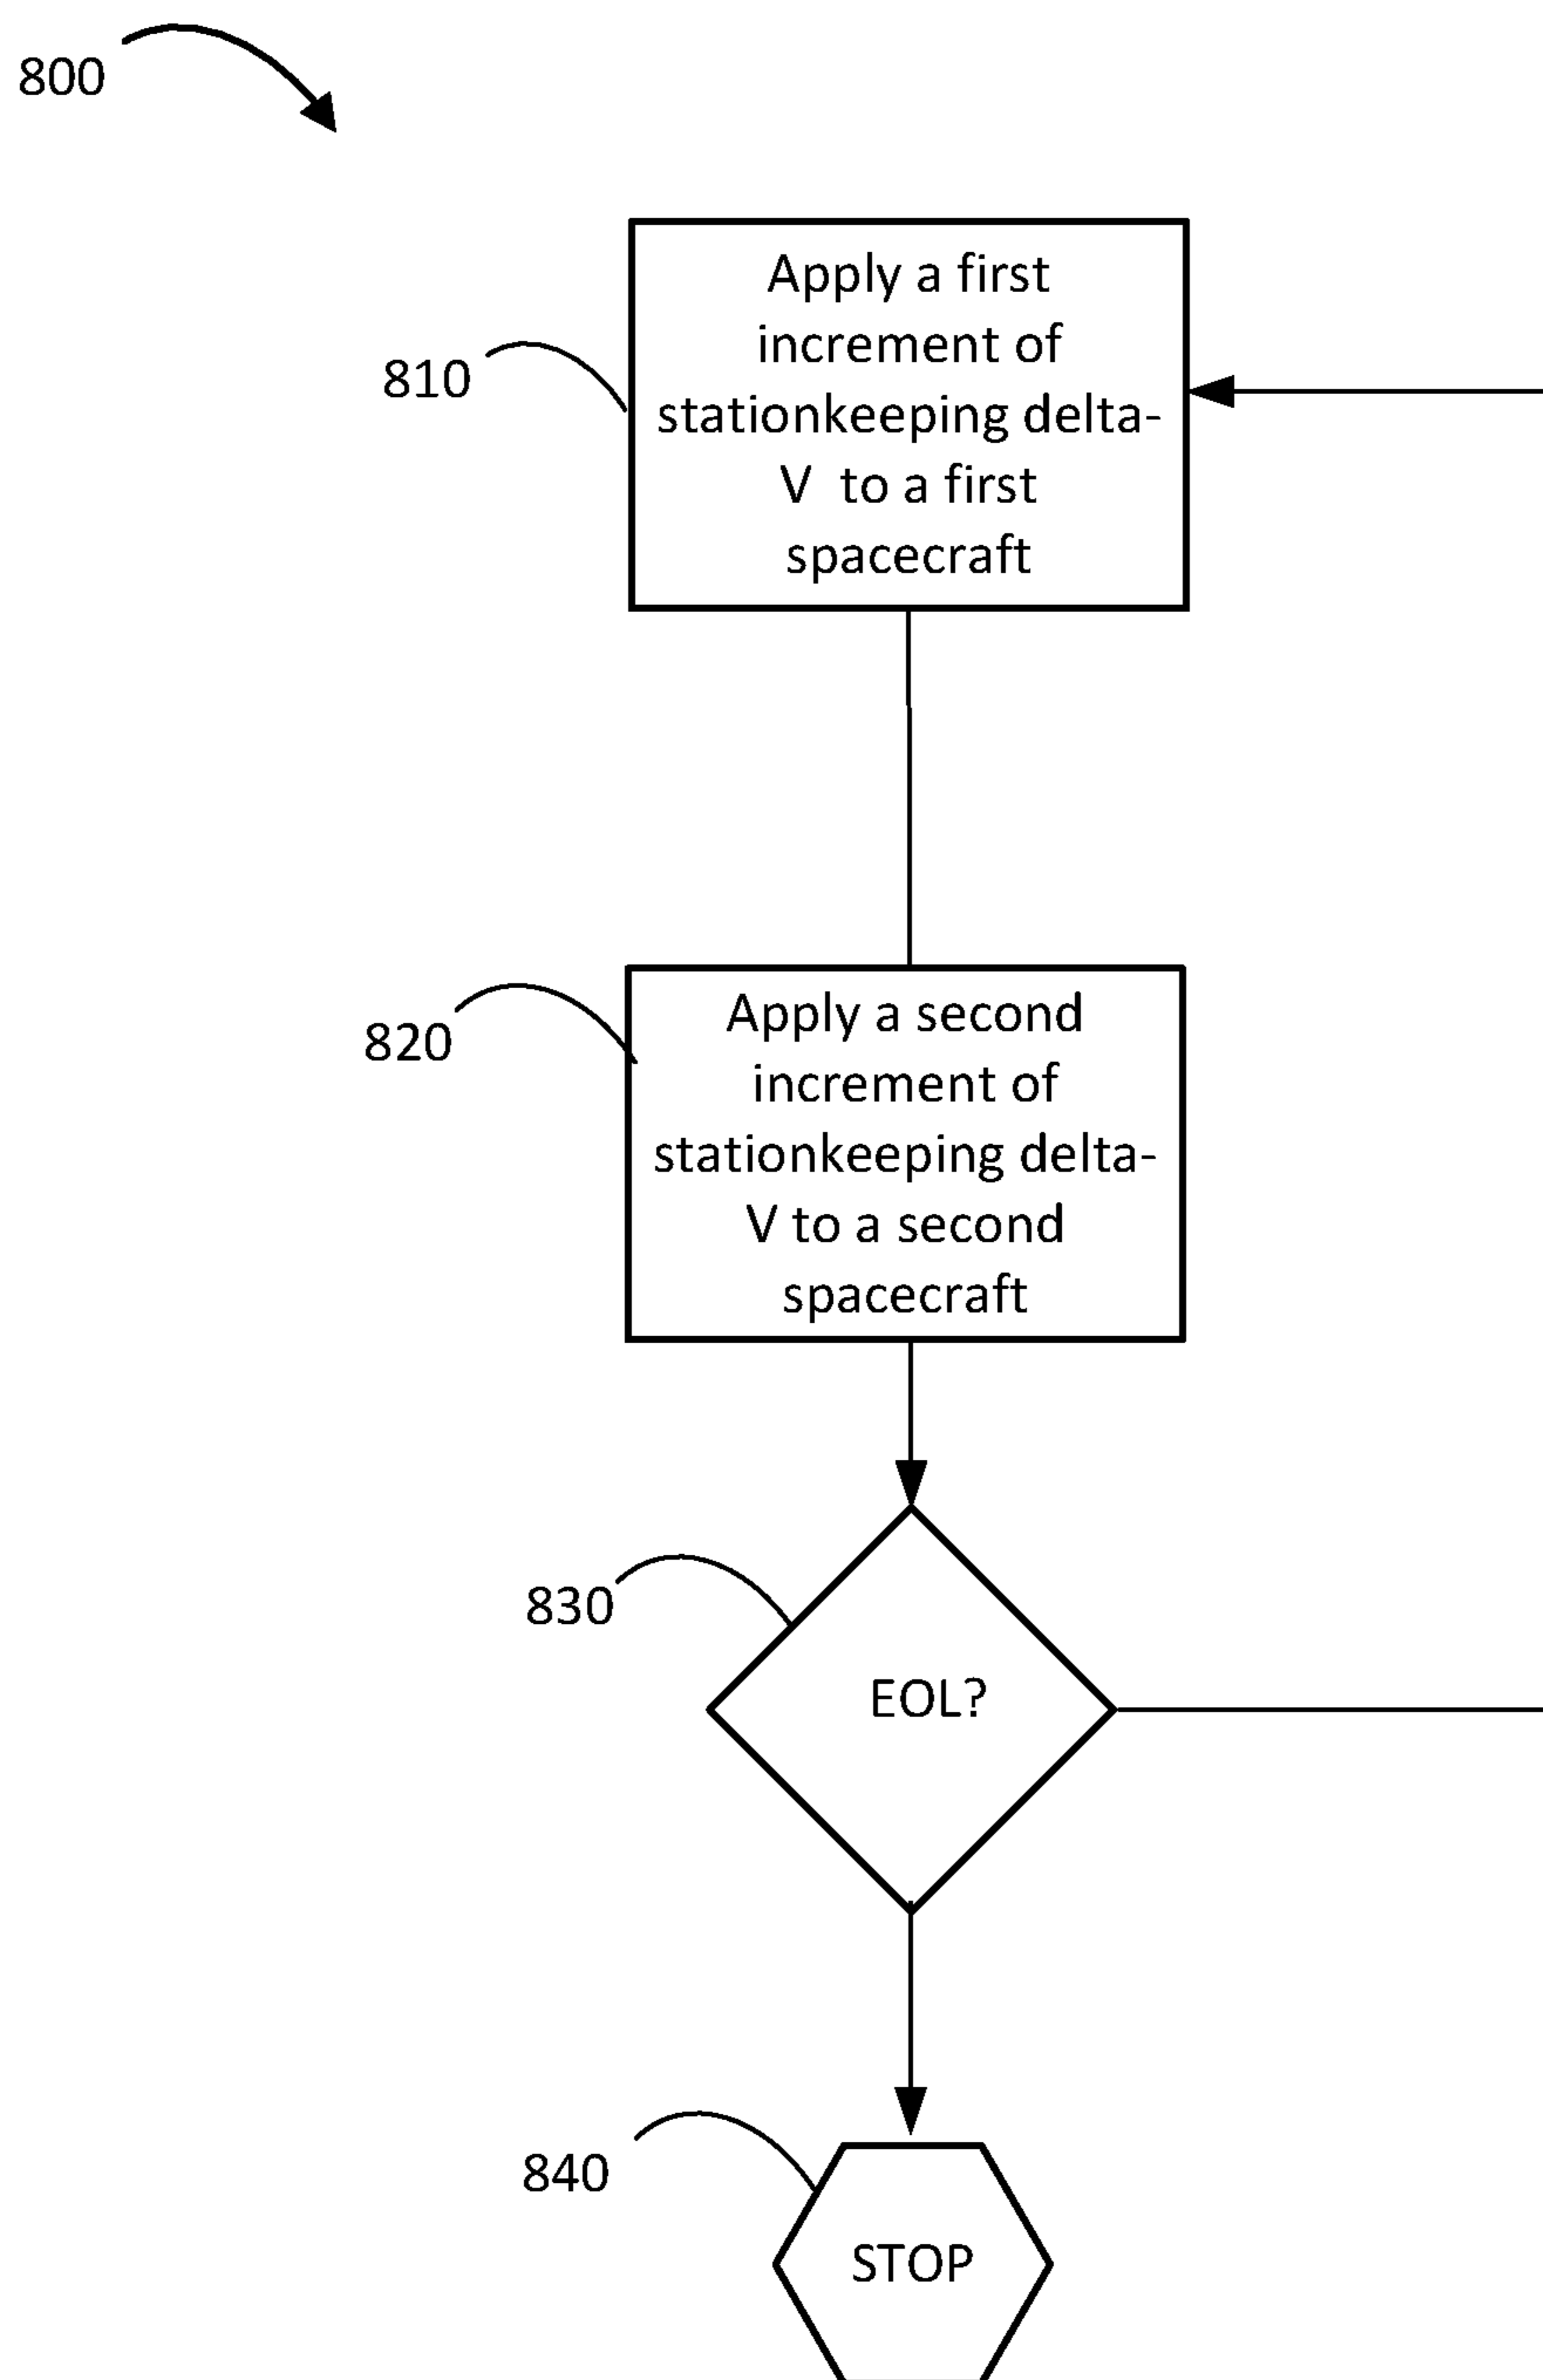 800
810
Apply a first
increment of
stationkeeping delta-
V to a first
spacecraft
820
Apply a second
increment of
stationkeeping delta-
V to a second
spacecraft
830
EOL?
840
STOP